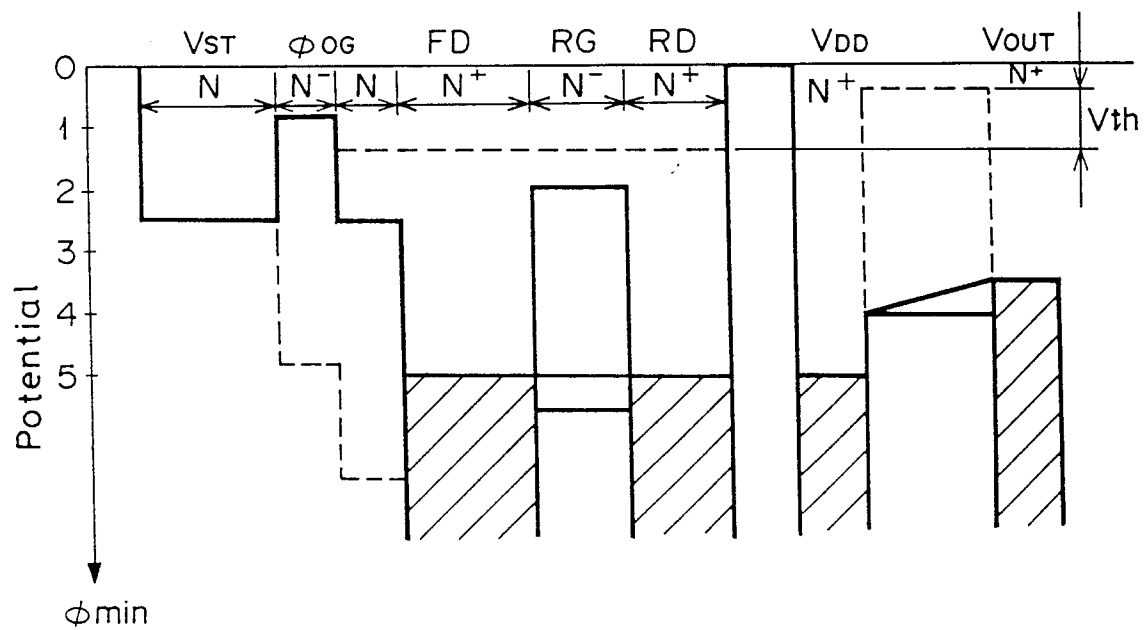 VST φOG FD RG RD VDD VOUT
0
N N⁻ N N⁺ N⁻ N⁺ N⁺ N⁺
1
Vth
2
3
4
5
Potential
φmin